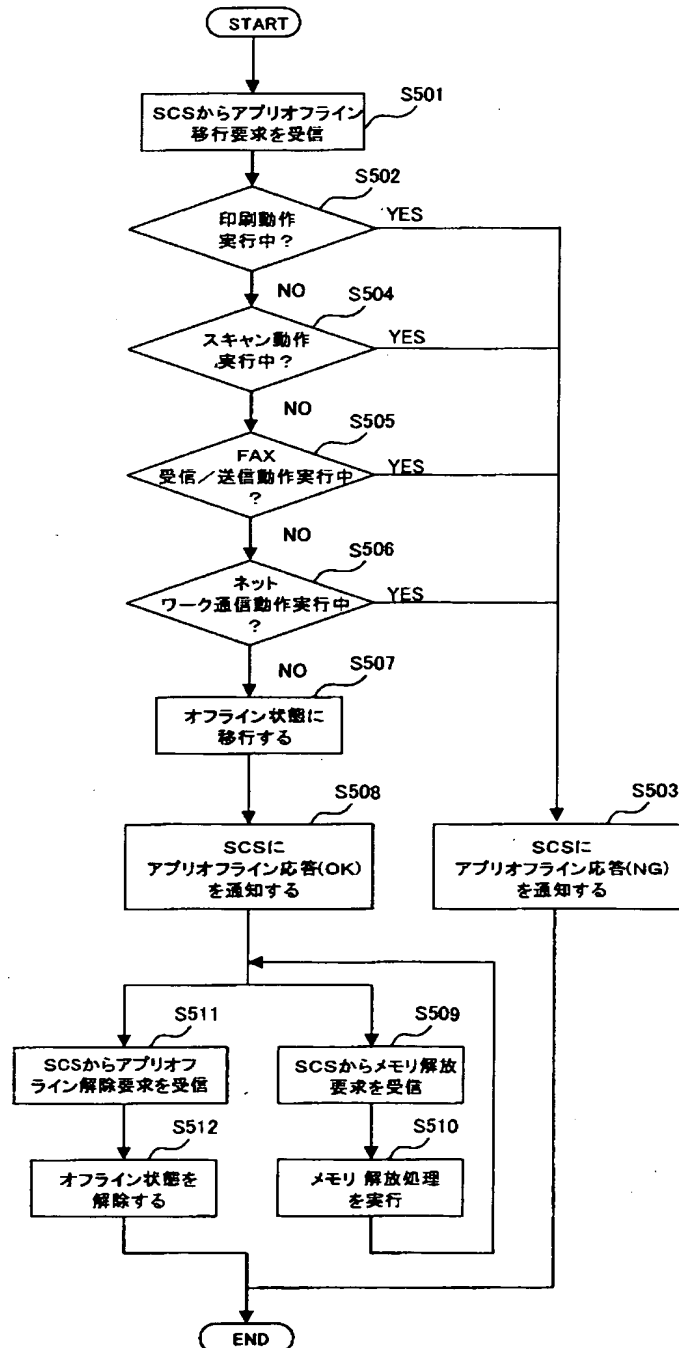 START
S501
SCSからアプリオフライン
移行要求を受信
S502
印刷動作
実行中？
YES
NO
S504
スキャン動作
実行中？
YES
NO
S505
FAX
受信／送信動作実行中
？
YES
NO
S506
ネット
ワーク通信動作実行中
？
YES
NO
S507
オフライン状態に
移行する
S508
SCSに
アプリオフライン応答(OK)
を通知する
S503
SCSに
アプリオフライン応答(NG)
を通知する
S511
SCSからアプリオフ
ライン解除要求を受信
S509
SCSからメモリ解放
要求を受信
S512
オフライン状態を
解除する
S510
メモリ解放処理
を実行
END